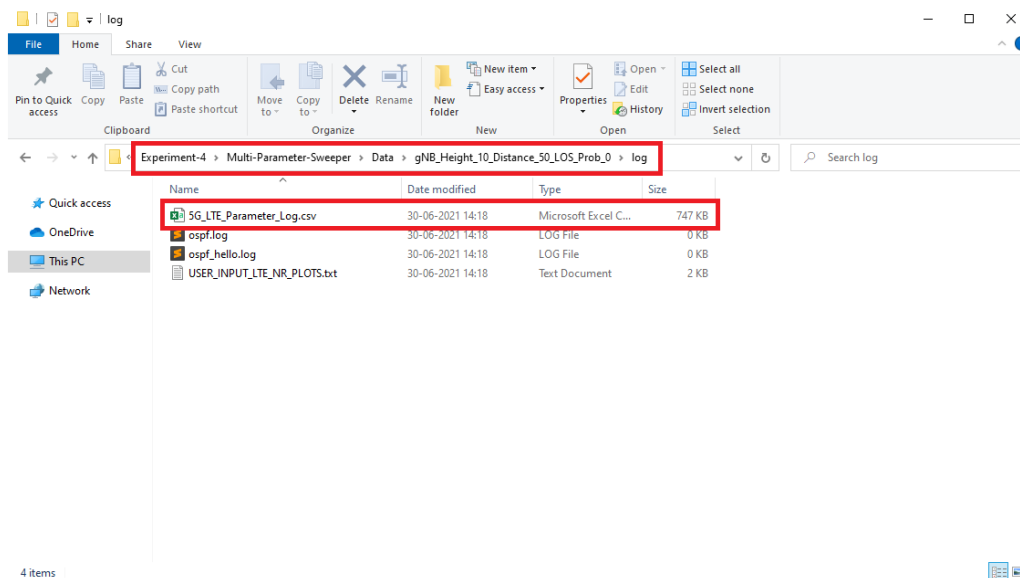 log
File Home Share View
Pin to Quick access
Copy
Paste
Cut
Copy path
Paste shortcut
Move to
Copy to
Delete
Rename
New folder
New item
Easy access
Properties
Open
Edit
History
Select all
Select none
Invert selection
Clipboard Organize New Open Select
« Experiment-4 › Multi-Parameter-Sweeper › Data › gNB_Height_10_Distance_50_LOS_Prob_0 › log
Search log
Quick access
OneDrive
This PC
Network
Name Date modified Type Size
5G_LTE_Parameter_Log.csv 30-06-2021 14:18 Microsoft Excel C... 747 KB
ospf.log 30-06-2021 14:18 LOG File 0 KB
ospf_hello.log 30-06-2021 14:18 LOG File 0 KB
USER_INPUT_LTE_NR_PLOTS.txt 30-06-2021 14:18 Text Document 2 KB
4 items